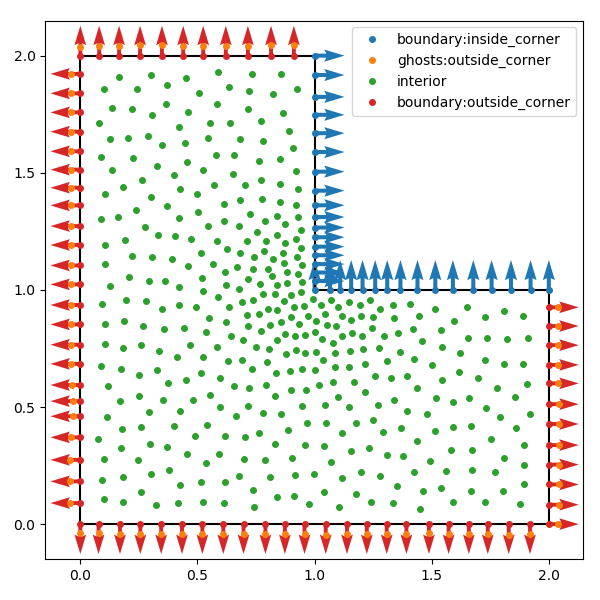 boundary:inside_corner
ghosts:outside_corner
interior
boundary:outside_corner
2.0
1.5
1.0
0.5
0.0
0.0 0.5 1.0 1.5 2.0